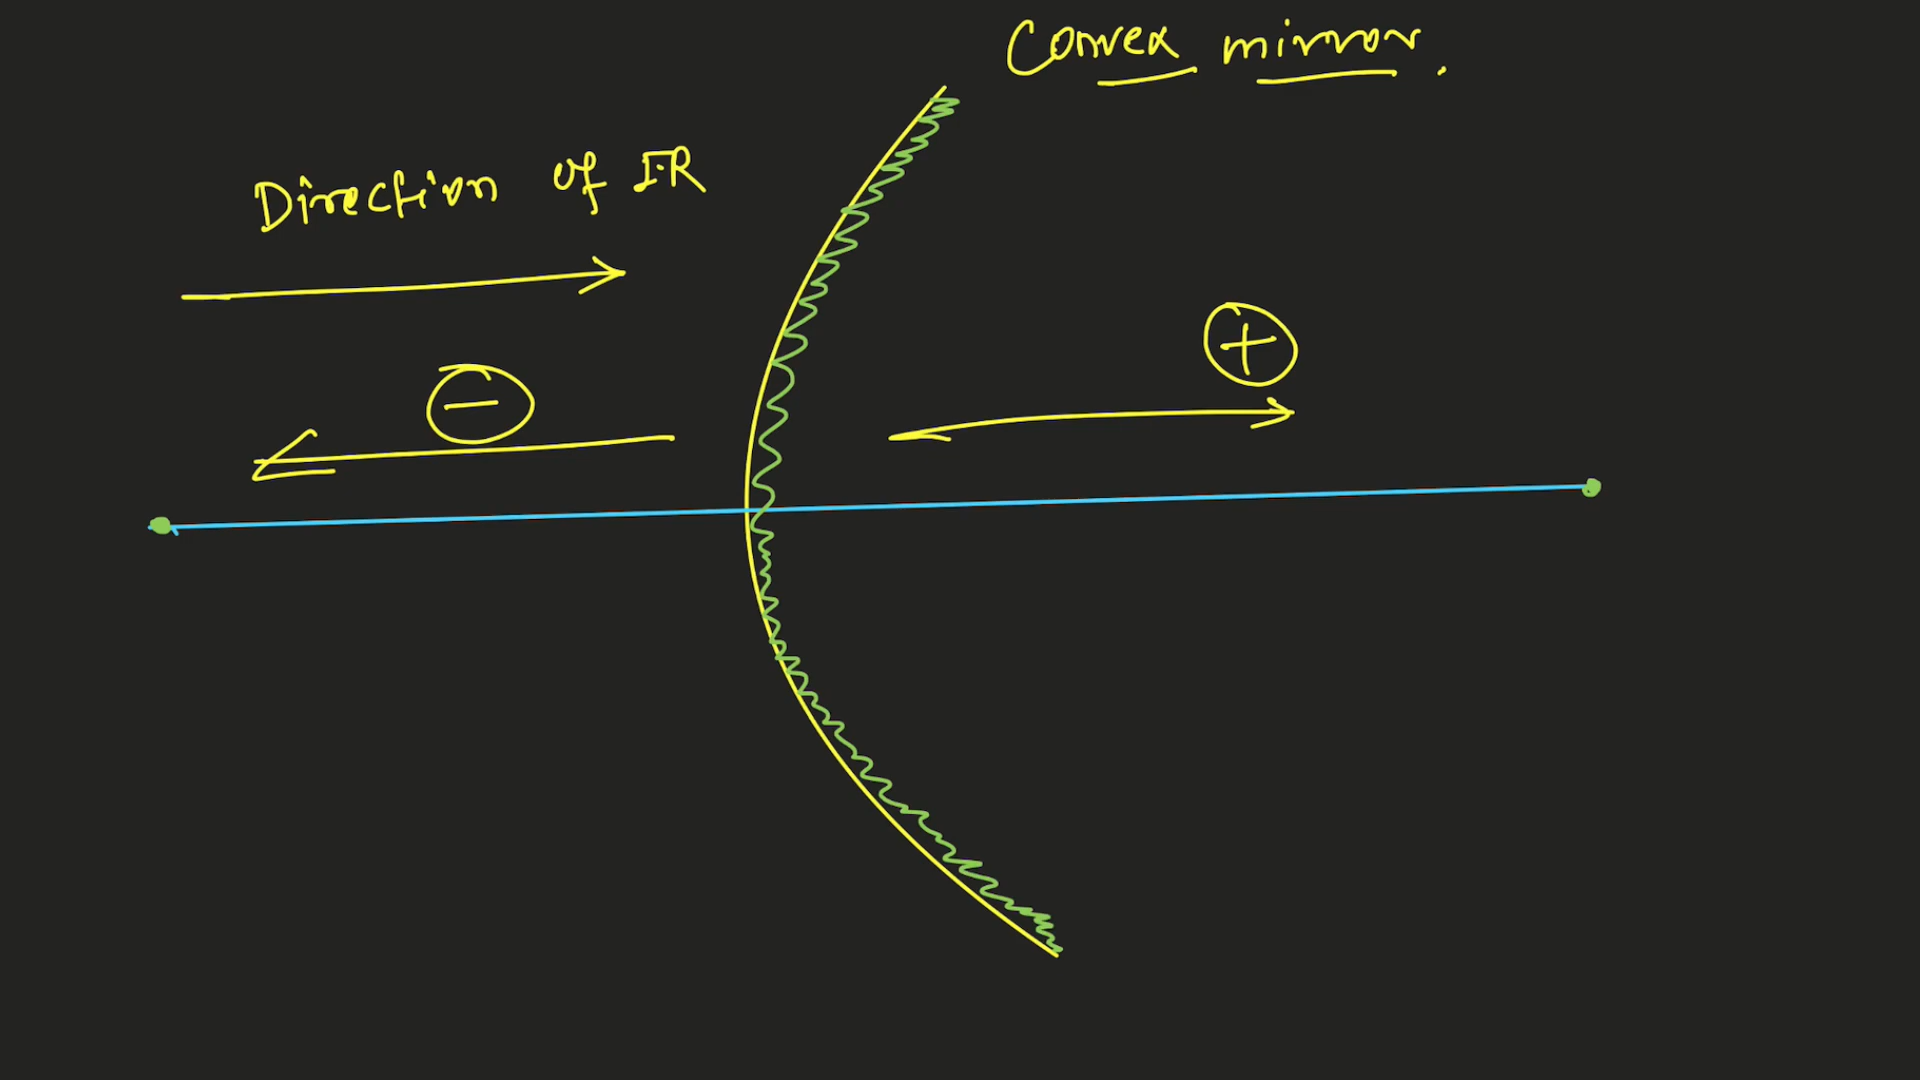 Convex mirror.
Direction of I.R
+
-